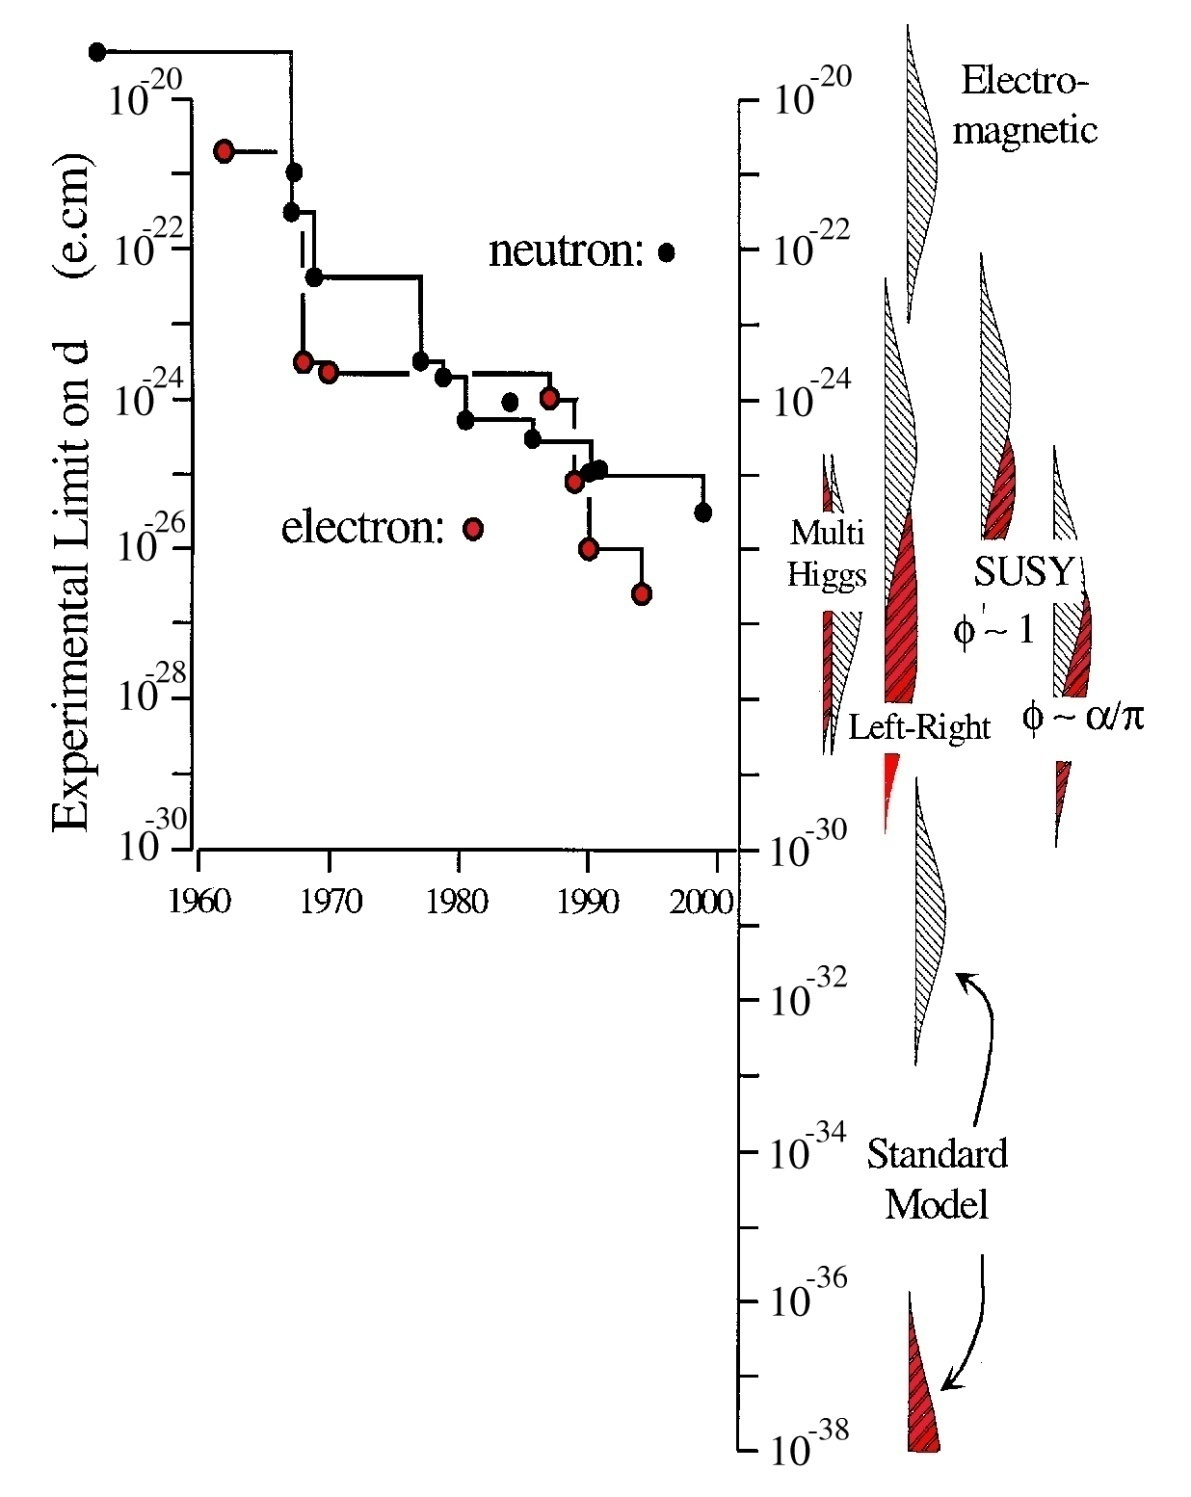 Experimental Limit on d (e.cm)
10⁻²⁰
10⁻²²
10⁻²⁴
10⁻²⁶
10⁻²⁸
10⁻³⁰
1960 1970 1980 1990 2000
neutron:
electron:
10⁻²⁰
10⁻²²
10⁻²⁴
10⁻³⁰
10⁻³²
10⁻³⁴
10⁻³⁶
10⁻³⁸
Electro-
magnetic
Multi
Higgs
SUSY
ϕ ~ 1
ϕ ~ α/π
Left-Right
Standard
Model